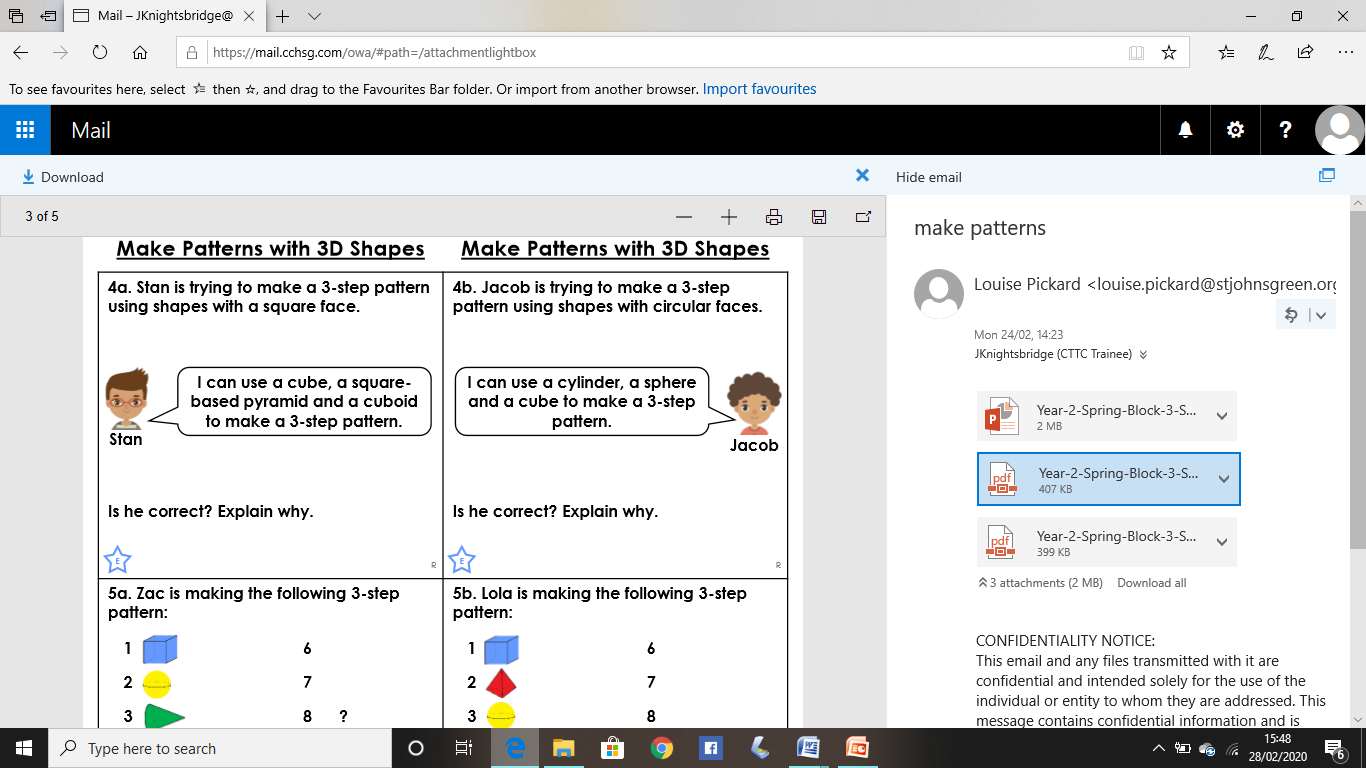 Mail – JKnightsbridge@
https://mail.cchsg.com/owa/#path=/attachmentlightbox
To see favourites here, select then ☆, and drag to the Favourites Bar folder. Or import from another browser. Import favourites
Mail
Download
Hide email
3 of 5
Make Patterns with 3D Shapes
Make Patterns with 3D Shapes
4a. Stan is trying to make a 3-step pattern
using shapes with a square face.
I can use a cube, a square-
based pyramid and a cuboid
to make a 3-step pattern.
Stan
Is he correct? Explain why.
E
R
4b. Jacob is trying to make a 3-step
pattern using shapes with circular faces.
I can use a cylinder, a sphere
and a cube to make a 3-step
pattern.
Jacob
Is he correct? Explain why.
E
R
5a. Zac is making the following 3-step
pattern:
1 6
2 7
3 8 ?
5b. Lola is making the following 3-step
pattern:
1 6
2 7
3 8
make patterns
Louise Pickard <louise.pickard@stjohnsgreen.org
Mon 24/02, 14:23
JKnightsbridge (CTTC Trainee)
Year-2-Spring-Block-3-S...
2 MB
pdf
Year-2-Spring-Block-3-S...
407 KB
pdf
Year-2-Spring-Block-3-S...
399 KB
3 attachments (2 MB) Download all
CONFIDENTIALITY NOTICE:
This email and any files transmitted with it are
confidential and intended solely for the use of the
individual or entity to whom they are addressed. This
message contains confidential information and is
Type here to search
15:48
28/02/2020
6